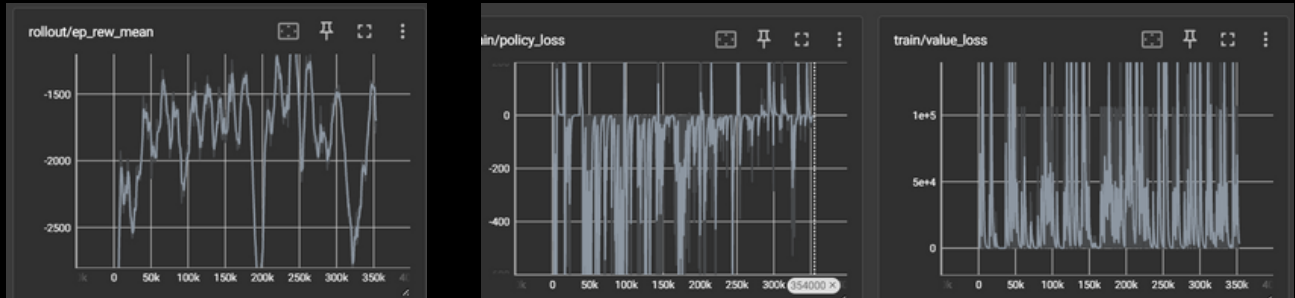 rollout/ep_rew_mean
-1500
-2000
-2500
0 50k 100k 150k 200k 250k 300k 350k
ain/policy_loss
0
-200
-400
0 50k 100k 150k 200k 250k 300k 354000
train/value_loss
1e+5
5e+4
0
0 50k 100k 150k 200k 250k 300k 350k